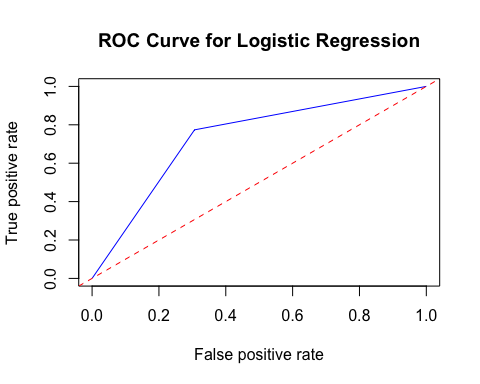 ROC Curve for Logistic Regression
True positive rate
1.0
0.8
0.6
0.4
0.2
0.0
0.0 0.2 0.4 0.6 0.8 1.0
False positive rate